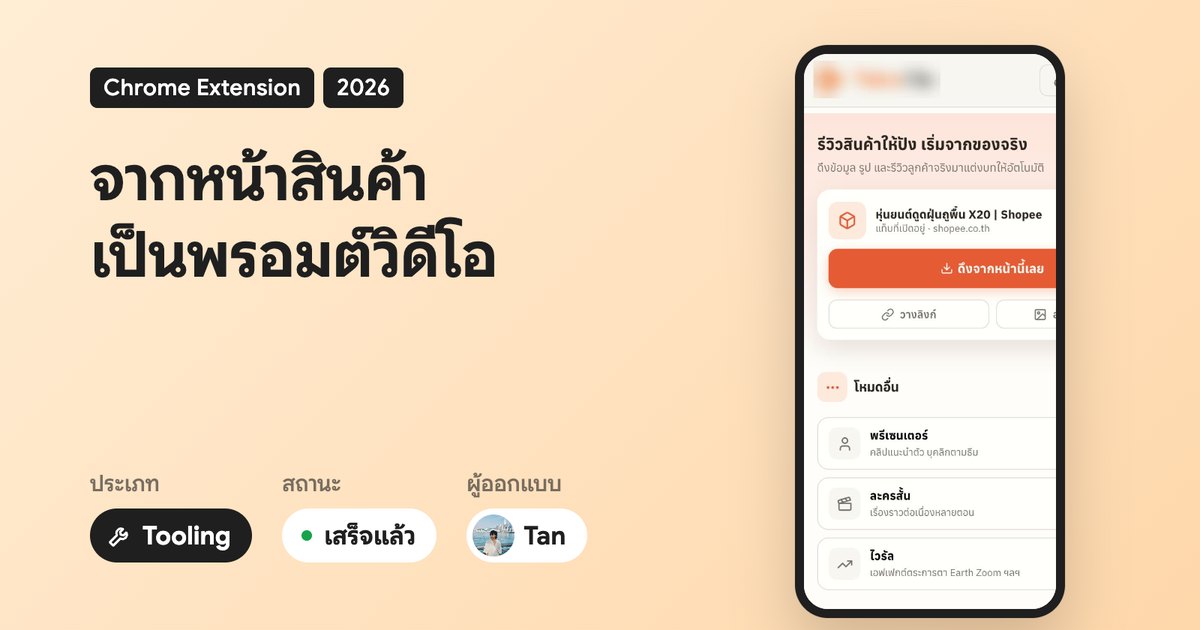 Chrome Extension
2026
จากหน้าสินค้า
เป็นพรอมต์วิดีโอ
ประเภท
Tooling
สถานะ
เสร็จแล้ว
ผู้ออกแบบ
Tan
รีวิวสินค้าให้ปัง เริ่มจากของจริง
ดึงข้อมูล รูป และรีวิวลูกค้าจริงมาแต่งบทให้อัตโนมัติ
หุ่นยนต์ดูดฝุ่นถูพื้น X20 | Shopee
แท็บที่เปิดอยู่ · shopee.co.th
ดึงจากหน้านี้เลย
วางลิงก์
โหมดอื่น
พรีเซนเตอร์
คลิปแนะนำตัว บุคลิกตามธีม
ละครสั้น
เรื่องราวต่อเนื่องหลายตอน
ไวรัล
เอฟเฟกต์ตระการตา Earth Zoom ฯลฯ